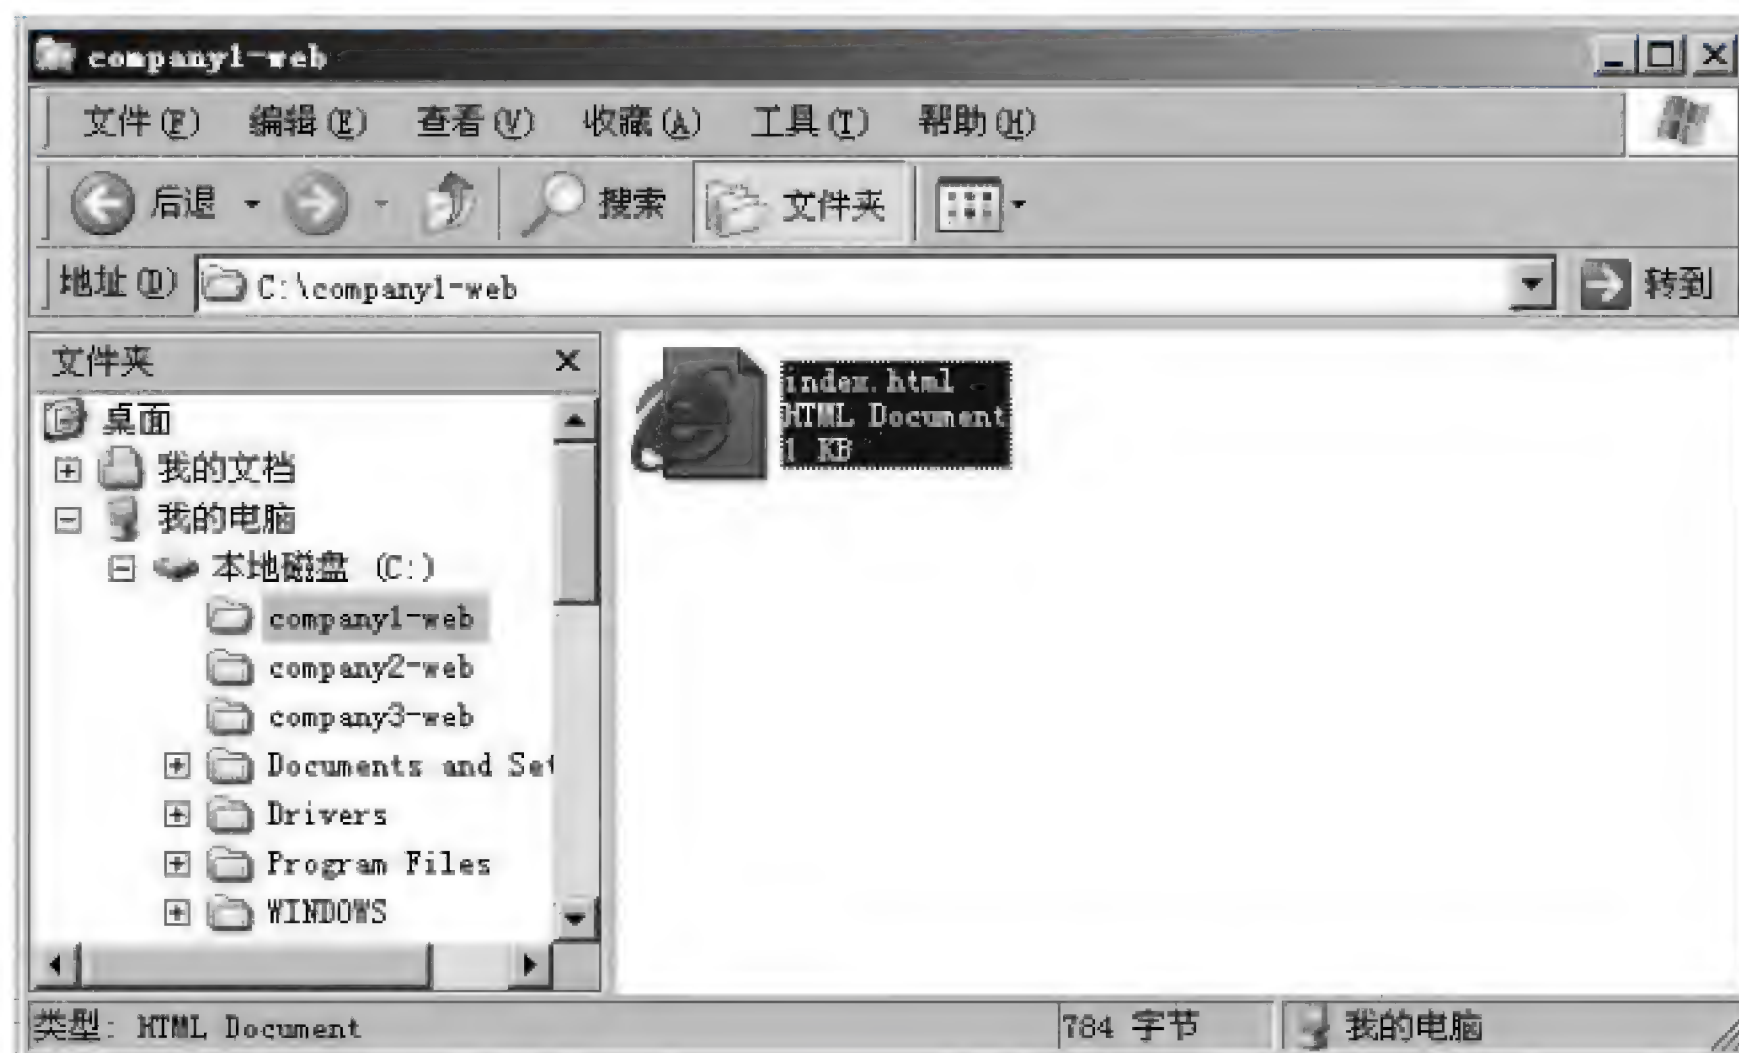 company1-web
文件(F) 编辑(E) 查看(V) 收藏(A) 工具(T) 帮助(H)
后退 搜索 文件夹
地址(D) C:\company1-web 转到
文件夹
桌面
我的文档
我的电脑
本地磁盘 (C:)
company1-web
company2-web
company3-web
Documents and Set
Drivers
Program Files
WINDOWS
index.html
HTML Document
1 KB
类型: HTML Document 784 字节 我的电脑